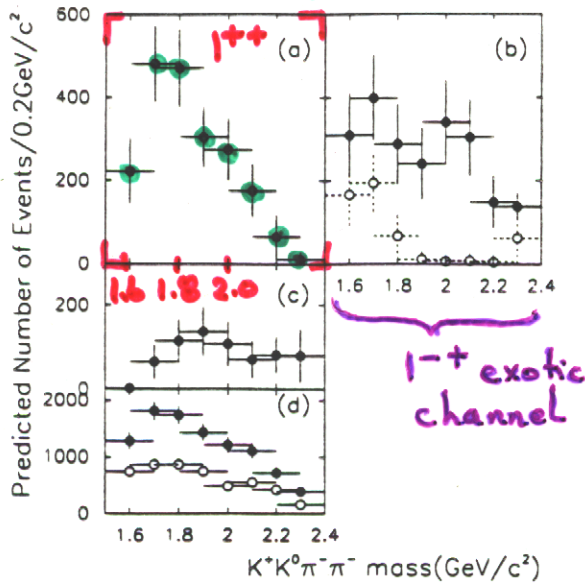 Predicted Number of Events/0.2GeV/c²
600
400
200
0
1++
(a)
(b)
1.6 1.8 2.0
1.6
1.8
2.0
2.2
2.4
1-+ exotic
channel
200
0
(c)
2000
1000
0
(d)
1.6
1.8
2
2.2
2.4
K⁺K⁰π⁻π⁻ mass(GeV/c²)